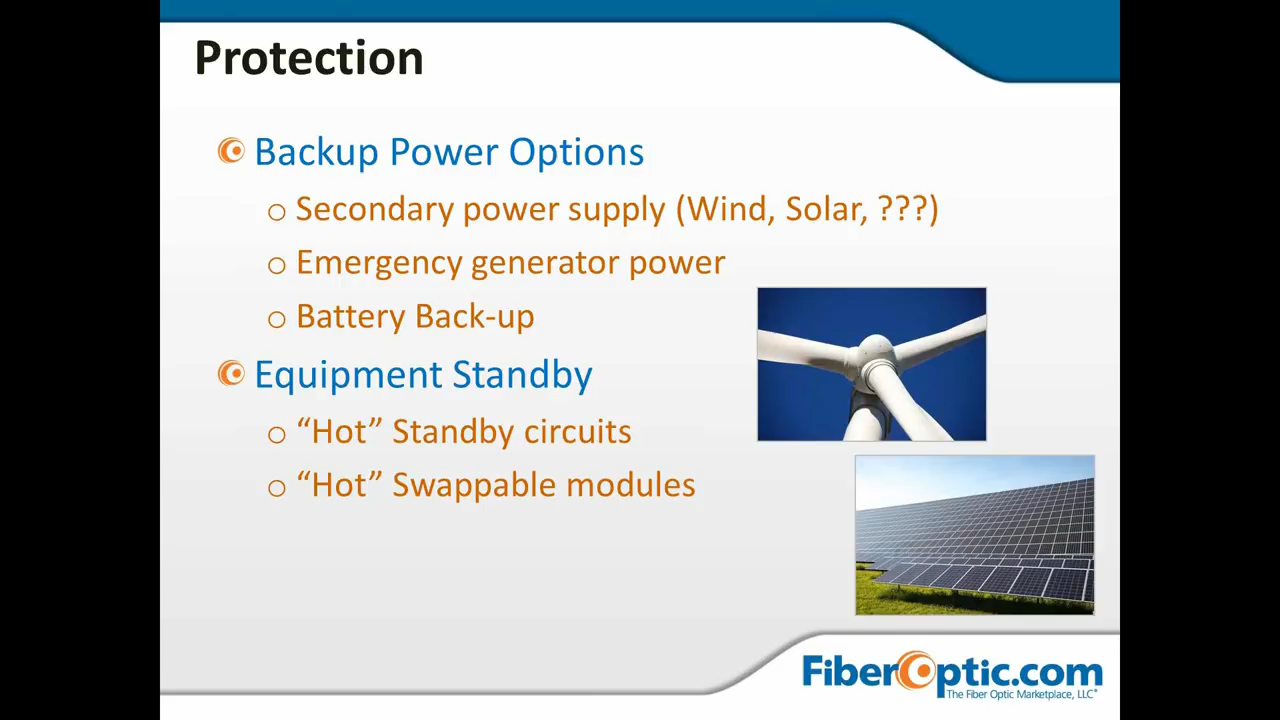 Protection
Backup Power Options
Secondary power supply (Wind, Solar, ???)
Emergency generator power
Battery Back-up
Equipment Standby
“Hot” Standby circuits
“Hot” Swappable modules
FiberOptic.com
The Fiber Optic Marketplace, LLC®